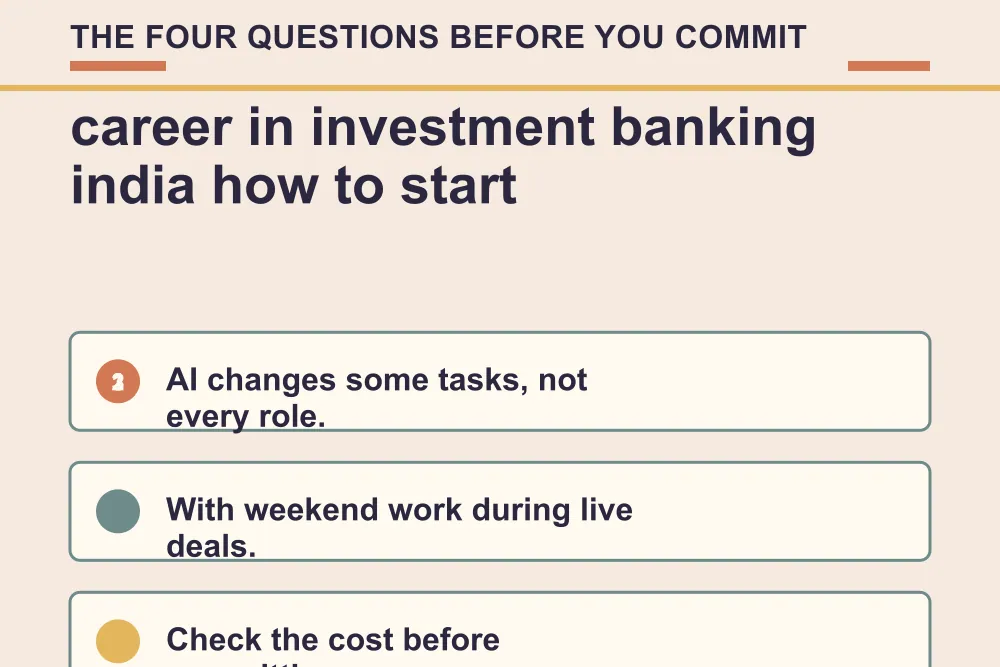 THE FOUR QUESTIONS BEFORE YOU COMMIT
career in investment banking
india how to start
AI changes some tasks, not
every role.
With weekend work during live
deals.
Check the cost before